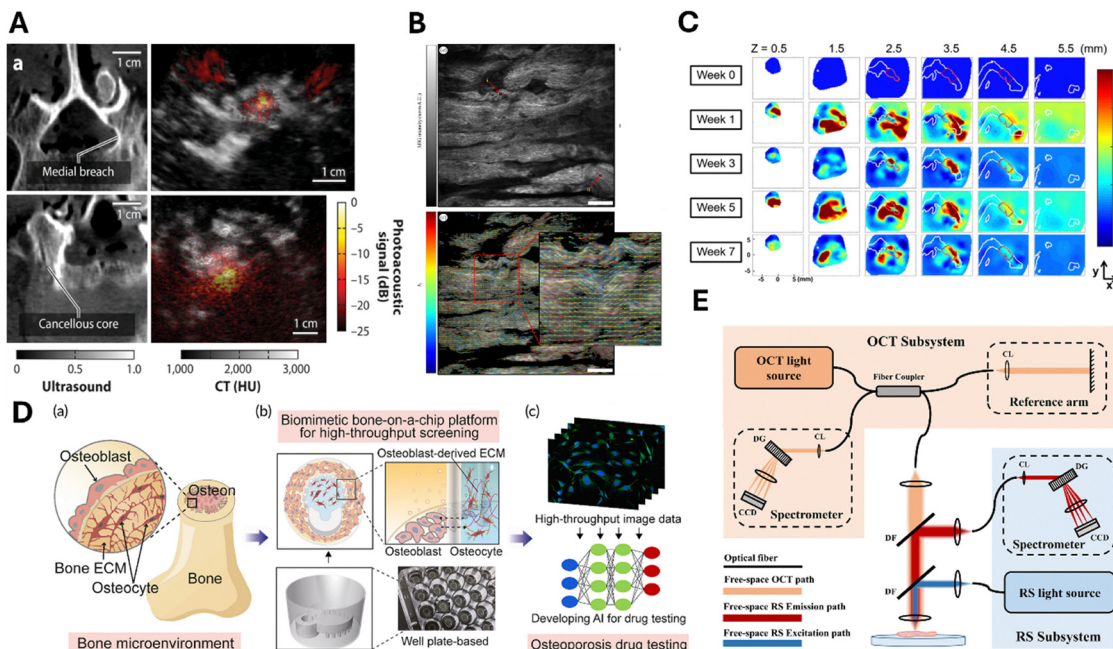 A
a
1 cm
Medial breach
1 cm
1 cm
Cancellous core
1 cm
0
−5
−10
−15
−20
−25
Photoacoustic
signal (dB)
0 0.5 1.0
Ultrasound
1,000 2,000 3,000
CT (HU)
B
C
Z = 0.5 1.5 2.5 3.5 4.5 5.5 (mm)
Week 0
Week 1
Week 3
Week 5
Week 7
5
0
-5
-5 0 5 (mm)
y
x
D
(a)
Osteoblast
Osteon
Bone ECM
Osteocyte
Bone
Bone microenvironment
(b)
Biomimetic bone-on-a-chip platform
for high-throughput screening
Osteoblast-derived ECM
Osteoblast Osteocyte
Well plate-based
(c)
High-throughput image data
Developing AI for drug testing
Osteoporosis drug testing
E
OCT Subsystem
OCT light
source
Fiber Coupler
CL
Reference arm
DG
CL
CCD
Spectrometer
CL
DG
CCD
Spectrometer
DF
DF
RS light source
RS Subsystem
Optical fiber
Free-space OCT path
Free-space RS Emission path
Free-space RS Excitation path